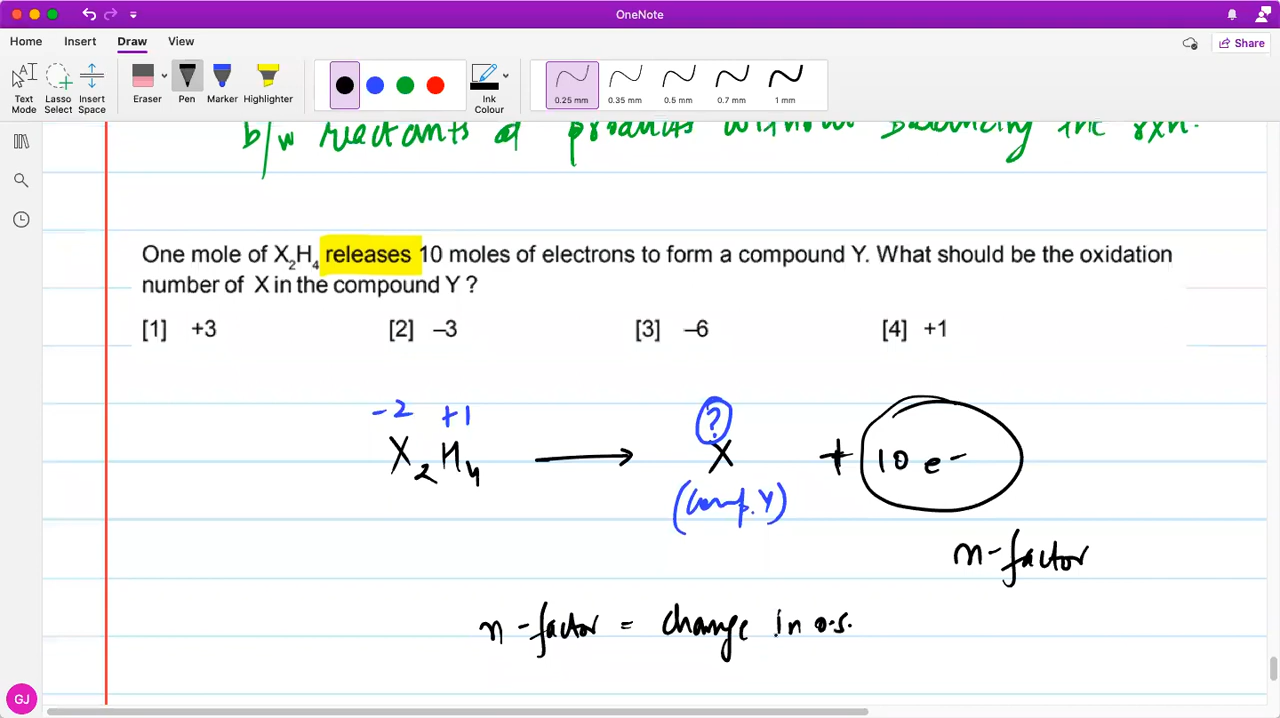 OneNote
Home Insert Draw View Share
Text Mode Lasso Select Insert Space Eraser Pen Marker Highlighter Ink Colour 0.25 mm 0.35 mm 0.5 mm 0.7 mm 1 mm
b/w reactants & products without balancing the rxn.
One mole of X2H4 releases 10 moles of electrons to form a compound Y. What should be the oxidation
number of X in the compound Y ?
[1] +3 [2] –3 [3] –6 [4] +1
-2 +1 ?
X2H4 → X + 10 e-
(comp. Y)
n-factor
n-factor = change in o.s.
GJ